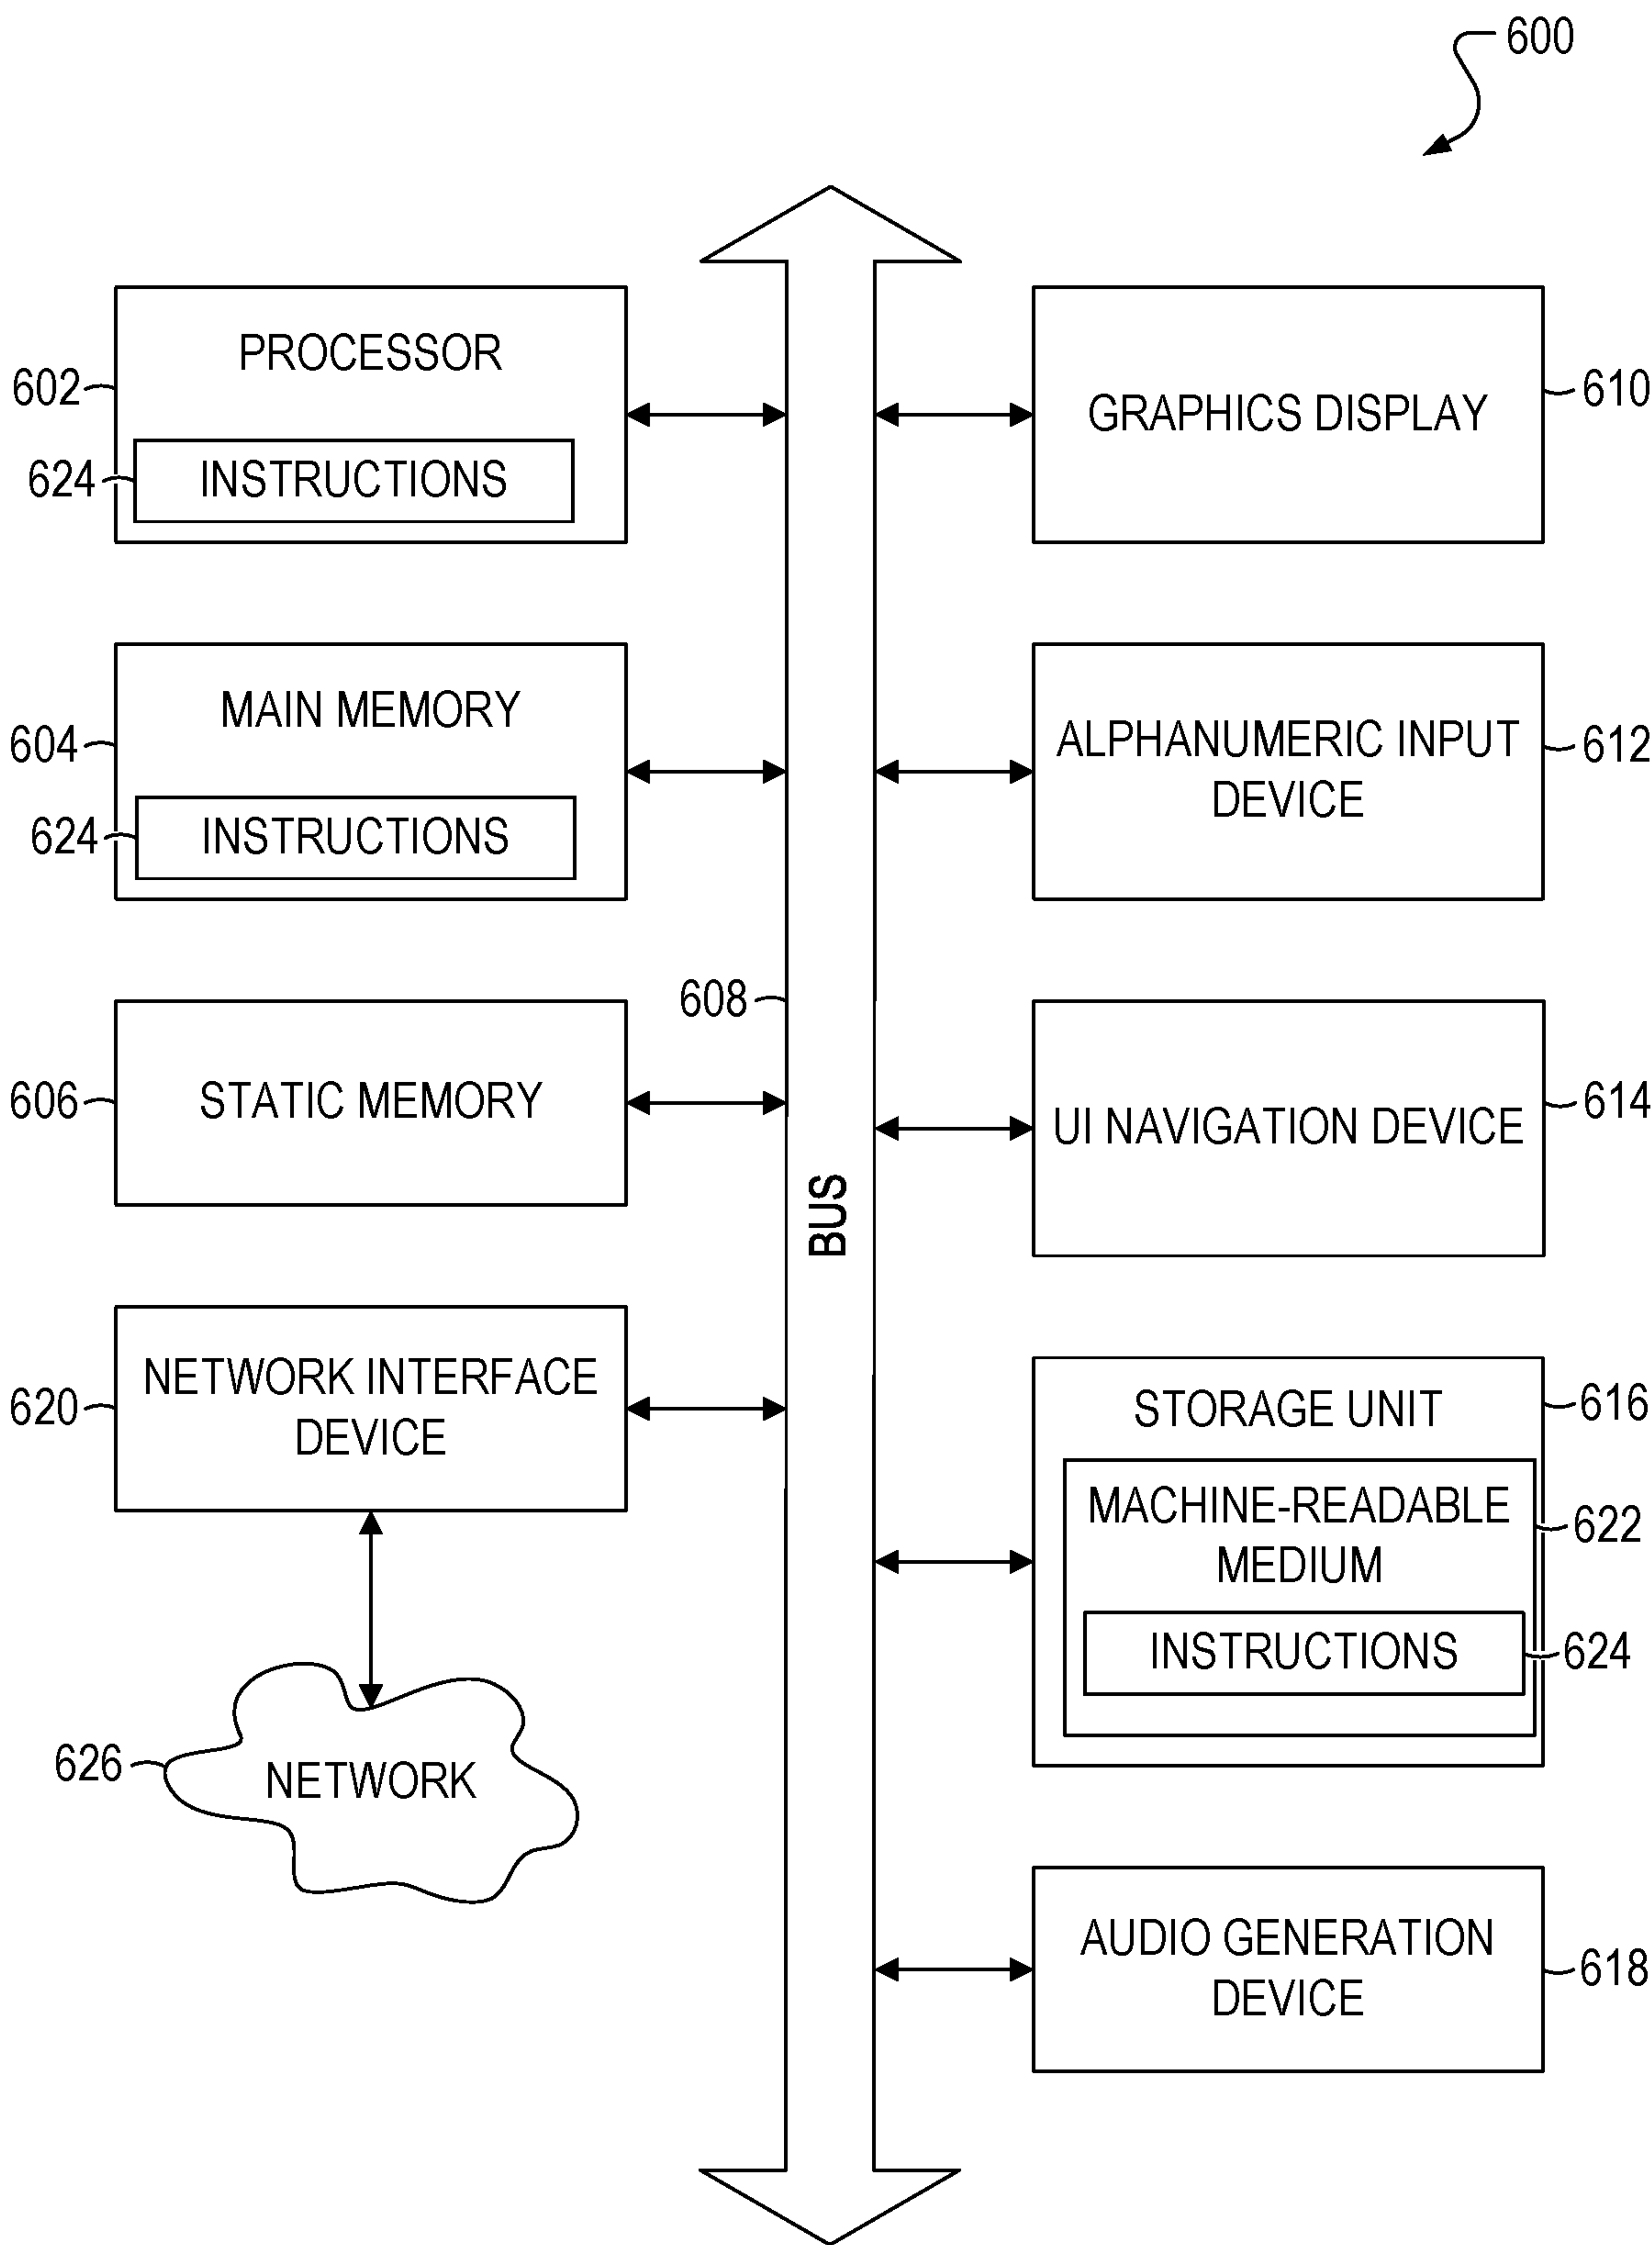 600
PROCESSOR
602
624
INSTRUCTIONS
MAIN MEMORY
604
624
INSTRUCTIONS
608
606
STATIC MEMORY
BUS
NETWORK INTERFACE
DEVICE
620
626
NETWORK
GRAPHICS DISPLAY
610
ALPHANUMERIC INPUT
DEVICE
612
UI NAVIGATION DEVICE
614
STORAGE UNIT
616
MACHINE-READABLE
MEDIUM
622
INSTRUCTIONS
624
AUDIO GENERATION
DEVICE
618